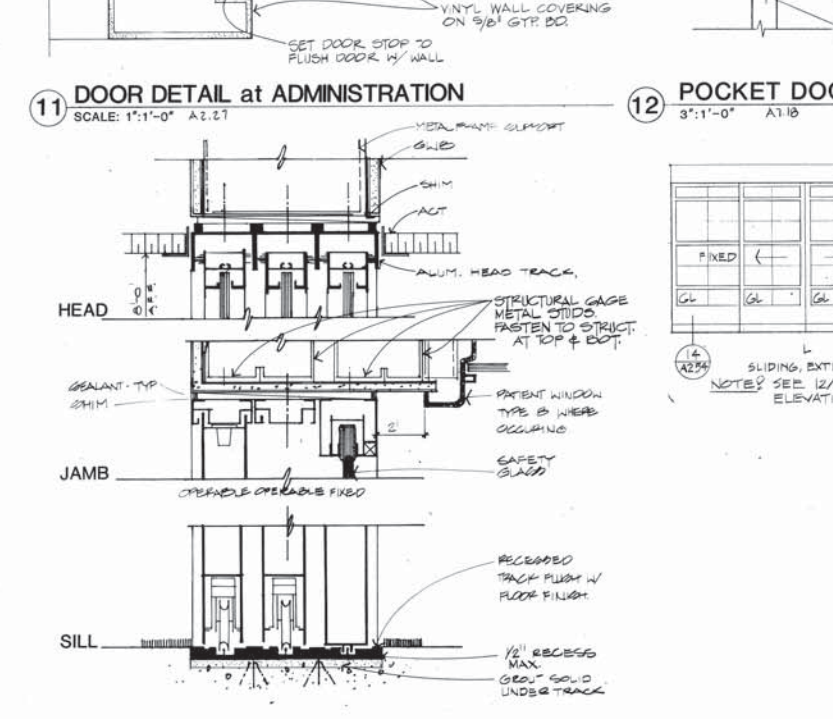 VINYL WALL COVERING
ON 5/8" GYP. BD.
SET DOOR STOP TO
FLUSH DOOR W/ WALL
11 DOOR DETAIL at ADMINISTRATION
SCALE: 1":1'-0" A2.27
12 POCKET DOO
3":1'-0" A7.18
METAL FRAME SUPPORT
GWB
SHIM
ACT
ALUM. HEAD TRACK,
HEAD
STRUCTURAL GAGE
METAL STUDS.
FASTEN TO STRUCT.
AT TOP & BOT.
FIXED
GL GL GL
14
L
SLIDING, EXT
NOTE: SEE 12/
ELEVATI
SEALANT - TYP
SHIM
PATIENT WINDOW
TYPE B WHERE
OCCURING
2"
SAFETY
GLASS
JAMB
OPERABLE OPERABLE FIXED
RECESSED
TRACK FLUSH W/
FLOOR FINISH.
SILL
1/2" RECESS
MAX.
GROUT SOLID
UNDER TRACK